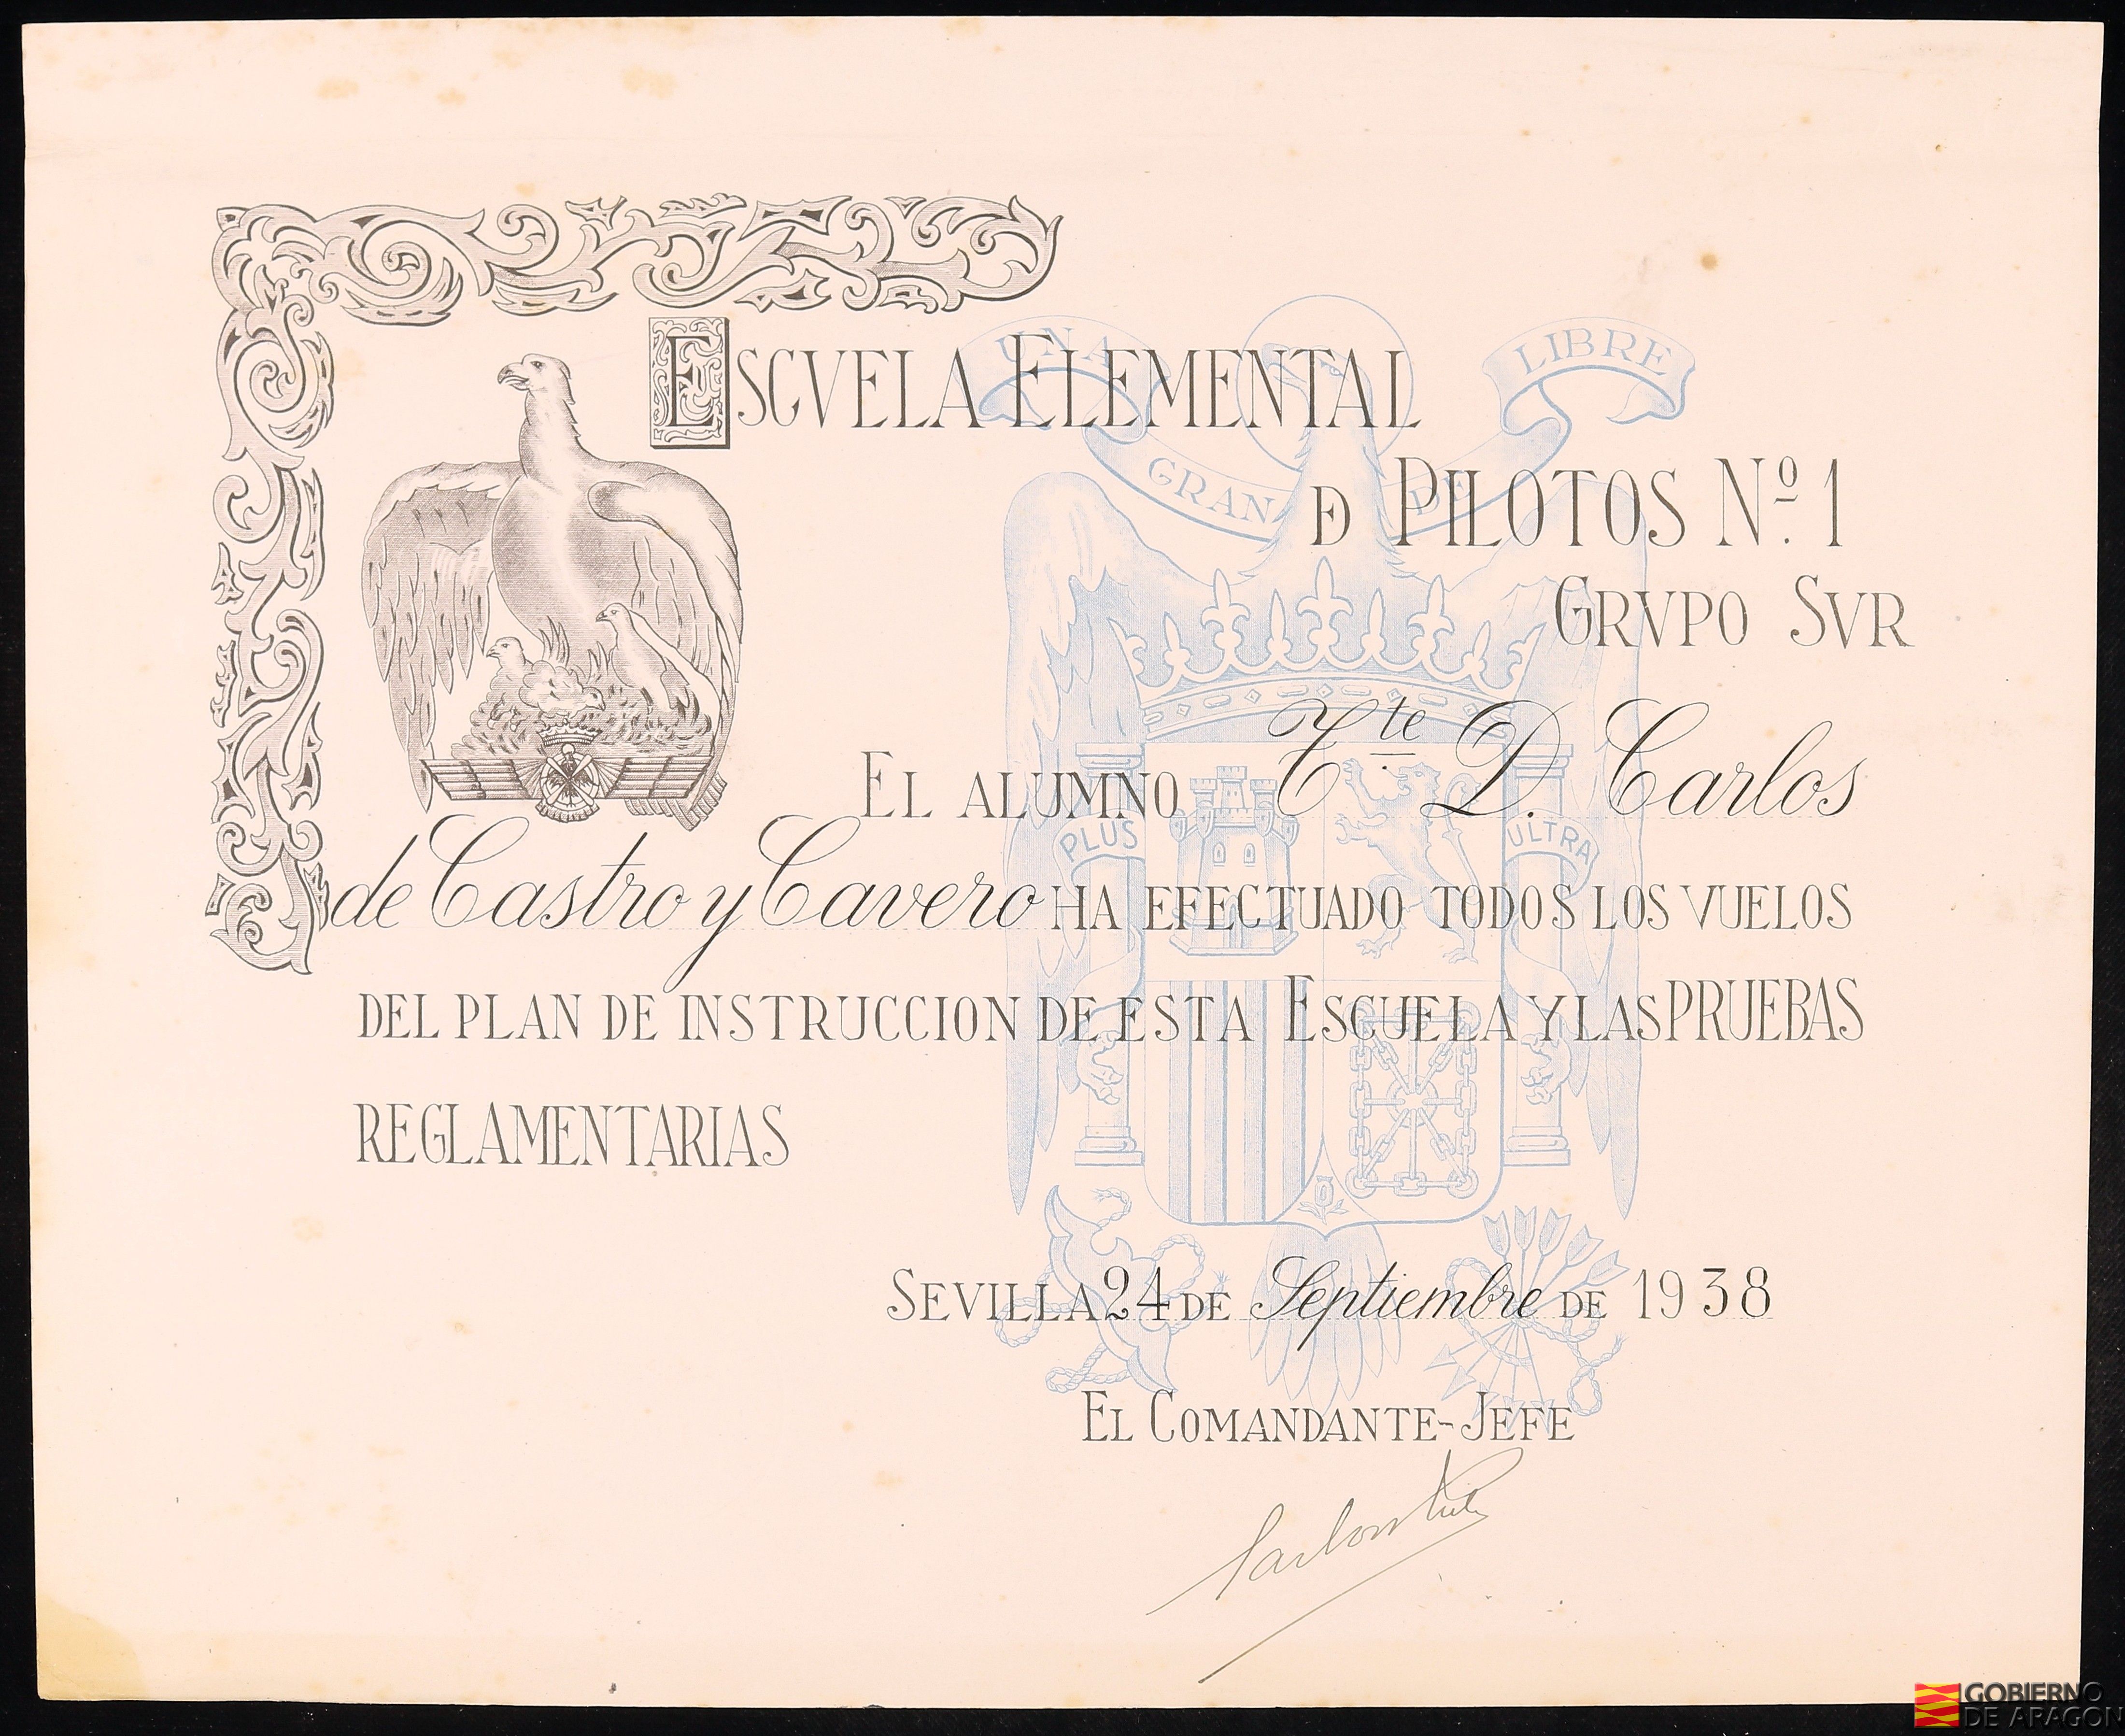 UNA
LIBRE
ESCVELA ELEMENTAL
GRAN
DE
D PILOTOS Nº. 1
GRVPO SVR
EL ALUMNO Tte. D. Carlos
PLUS
ULTRA
de Castro y Cavero HA EFECTUADO TODOS LOS VUELOS
DEL PLAN DE INSTRUCCION DE ESTA ESCUELA Y LAS PRUEBAS
REGLAMENTARIAS
SEVILLA 24 DE Septiembre DE 1938
EL COMANDANTE-JEFE
GOBIERNO
DE ARAGON